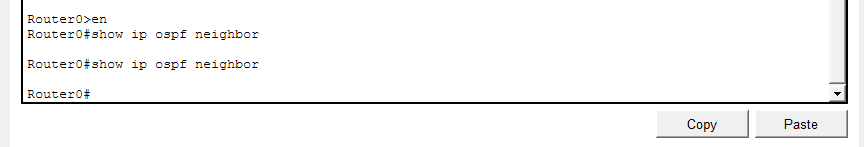 Router0>en
Router0#show ip ospf neighbor
Router0#show ip ospf neighbor
Router0#
Copy
Paste